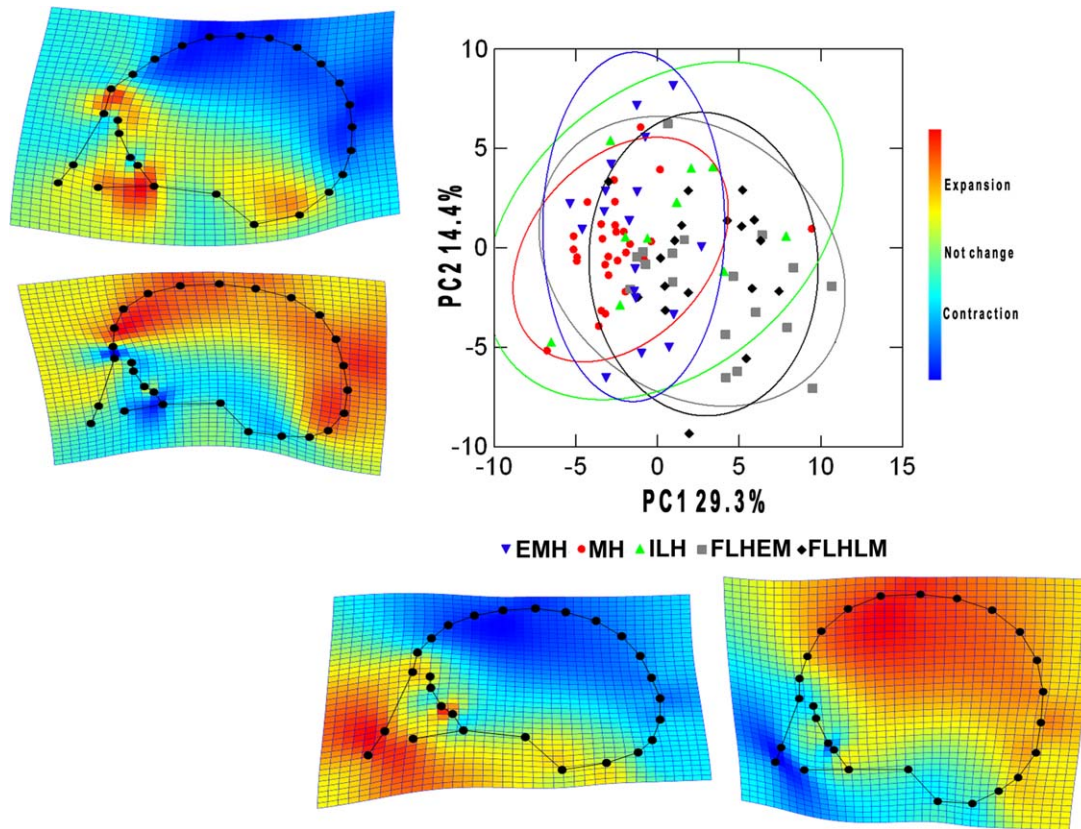 10
5
0
-5
-10
PC2 14.4%
-10 -5 0 5 10 15
PC1 29.3%
Expansion
Not change
Contraction
EMH MH ILH FLHEM FLHLM